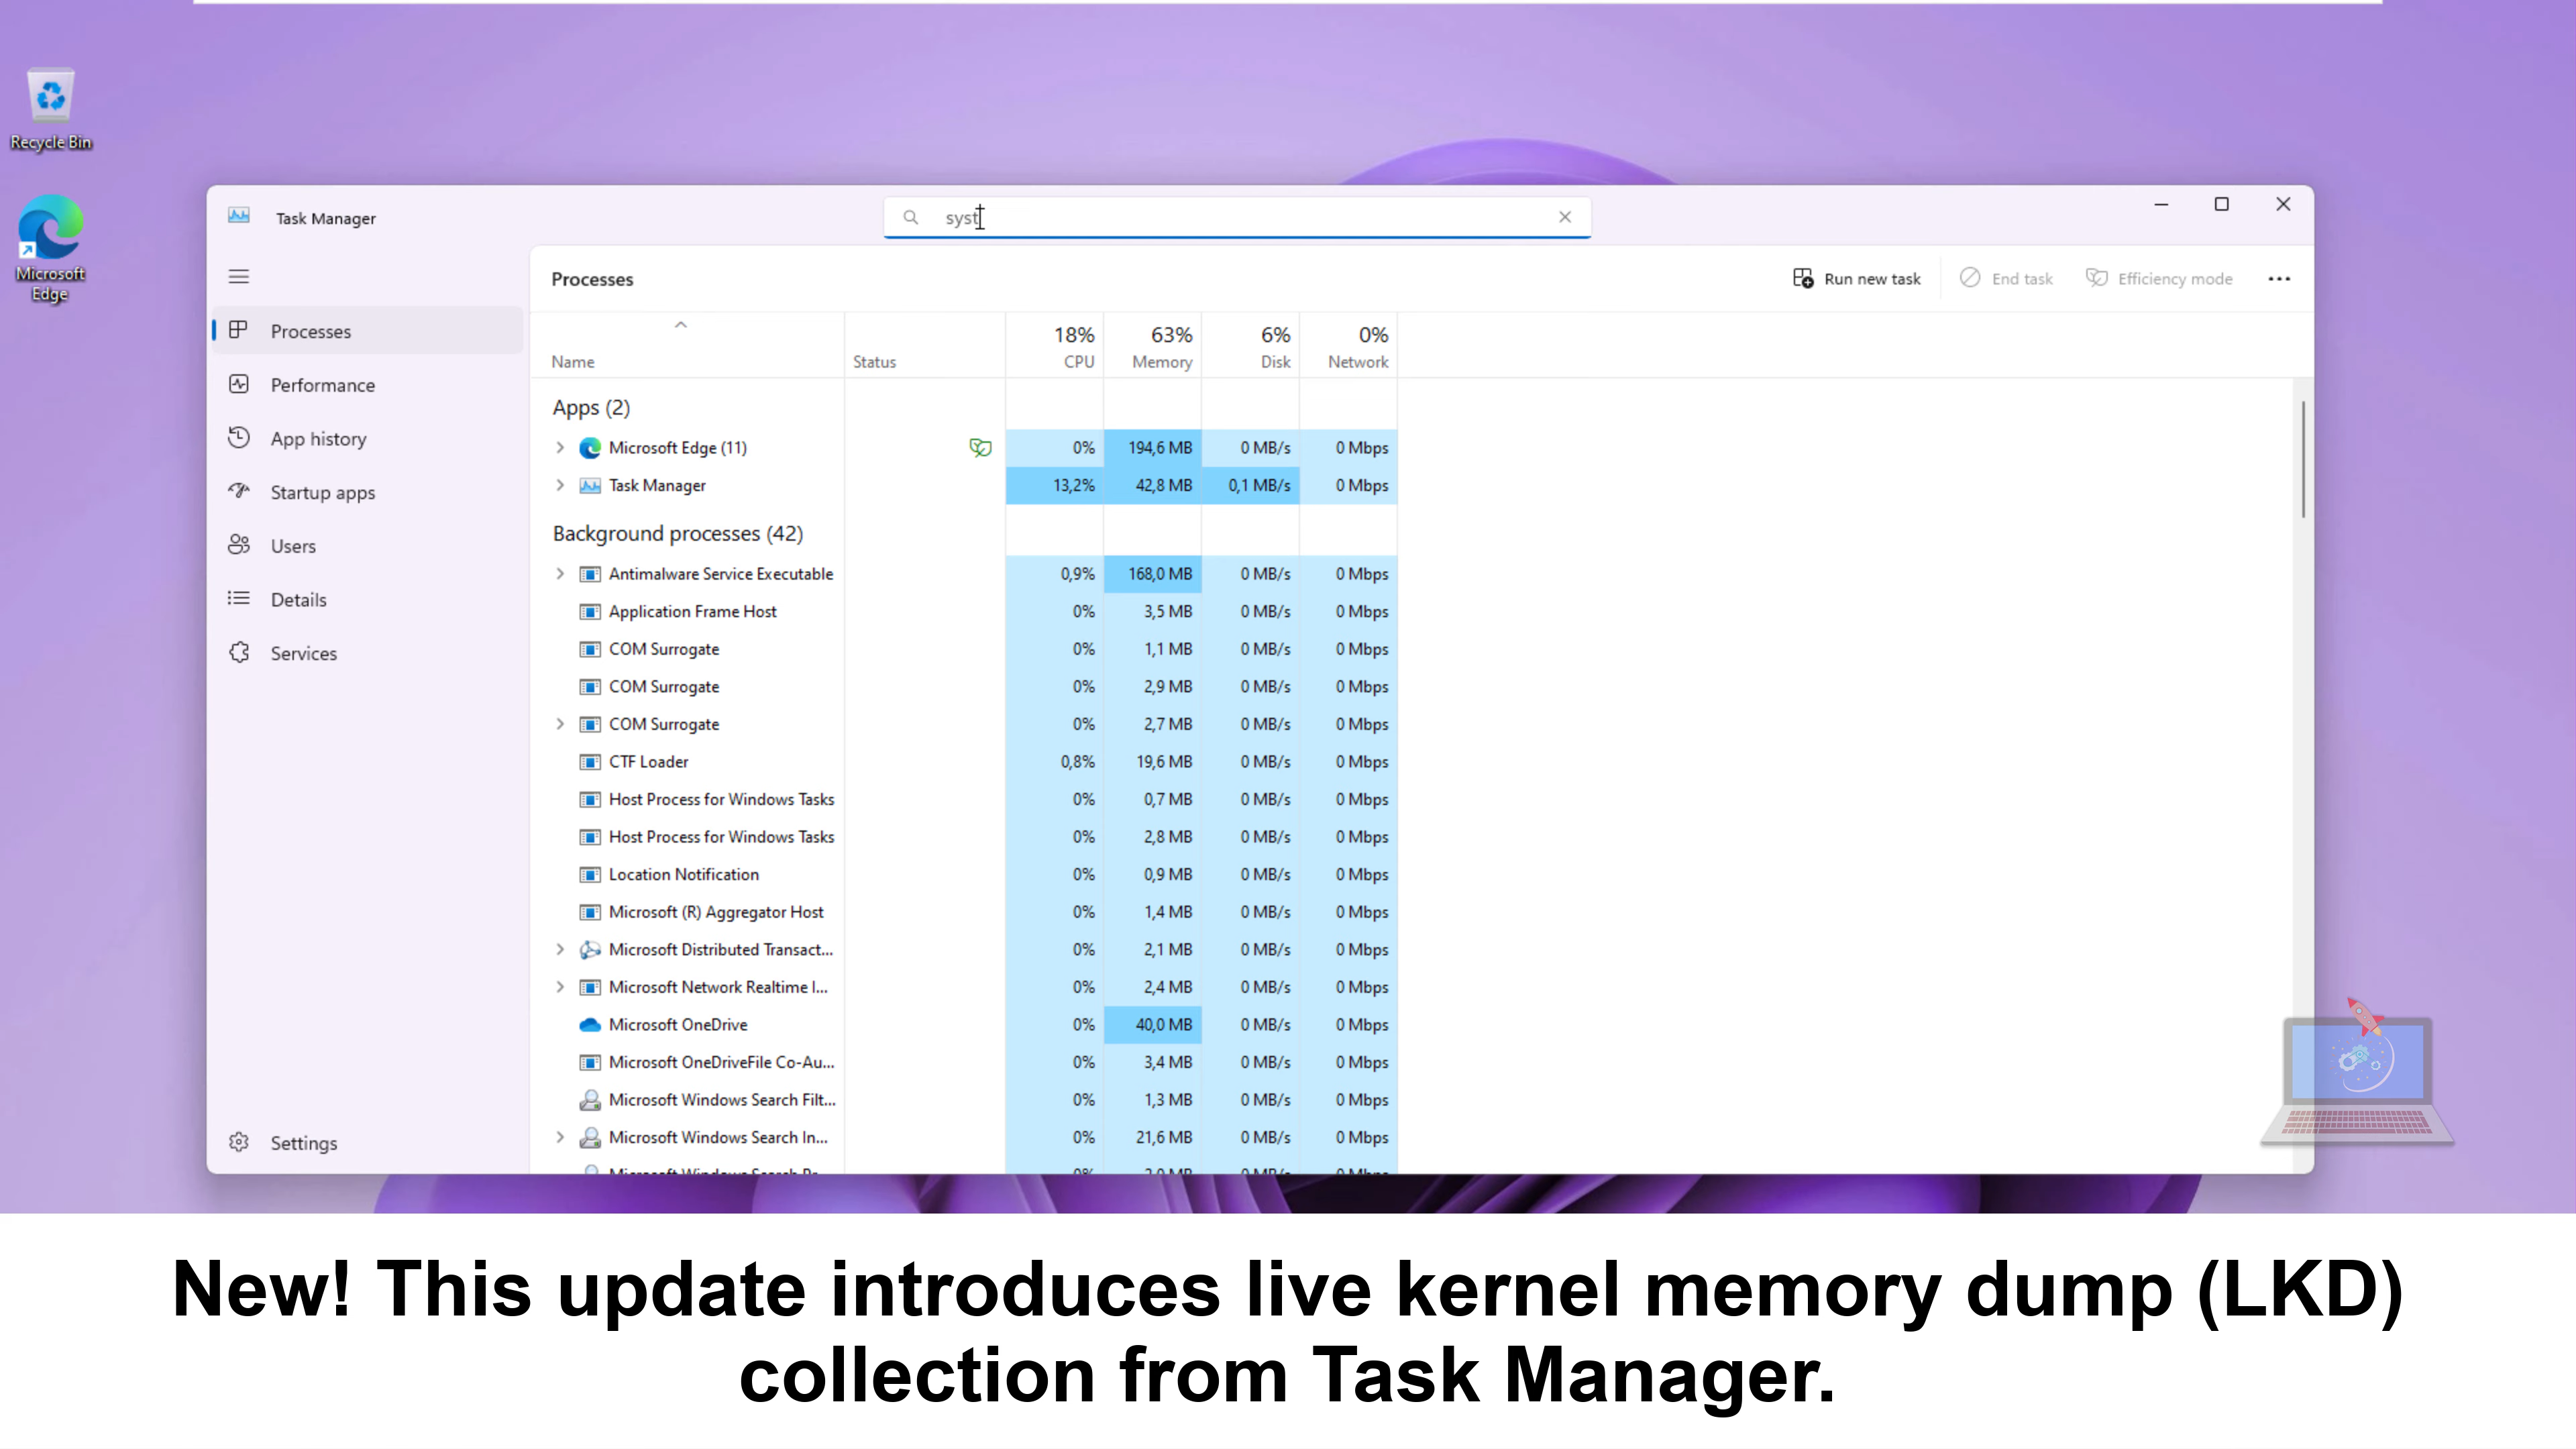 Recycle Bin
Microsoft
Edge
Task Manager
syst
Processes
Run new task
End task
Efficiency mode
Processes
Performance
App history
Startup apps
Users
Details
Services
Settings
18% 63% 6% 0%
Name Status CPU Memory Disk Network
Apps (2)
Microsoft Edge (11) 0% 194,6 MB 0 MB/s 0 Mbps
Task Manager 13,2% 42,8 MB 0,1 MB/s 0 Mbps
Background processes (42)
Antimalware Service Executable 0,9% 168,0 MB 0 MB/s 0 Mbps
Application Frame Host 0% 3,5 MB 0 MB/s 0 Mbps
COM Surrogate 0% 1,1 MB 0 MB/s 0 Mbps
COM Surrogate 0% 2,9 MB 0 MB/s 0 Mbps
COM Surrogate 0% 2,7 MB 0 MB/s 0 Mbps
CTF Loader 0,8% 19,6 MB 0 MB/s 0 Mbps
Host Process for Windows Tasks 0% 0,7 MB 0 MB/s 0 Mbps
Host Process for Windows Tasks 0% 2,8 MB 0 MB/s 0 Mbps
Location Notification 0% 0,9 MB 0 MB/s 0 Mbps
Microsoft (R) Aggregator Host 0% 1,4 MB 0 MB/s 0 Mbps
Microsoft Distributed Transact... 0% 2,1 MB 0 MB/s 0 Mbps
Microsoft Network Realtime I... 0% 2,4 MB 0 MB/s 0 Mbps
Microsoft OneDrive 0% 40,0 MB 0 MB/s 0 Mbps
Microsoft OneDriveFile Co-Au... 0% 3,4 MB 0 MB/s 0 Mbps
Microsoft Windows Search Filt... 0% 1,3 MB 0 MB/s 0 Mbps
Microsoft Windows Search In... 0% 21,6 MB 0 MB/s 0 Mbps
New! This update introduces live kernel memory dump (LKD)
collection from Task Manager.